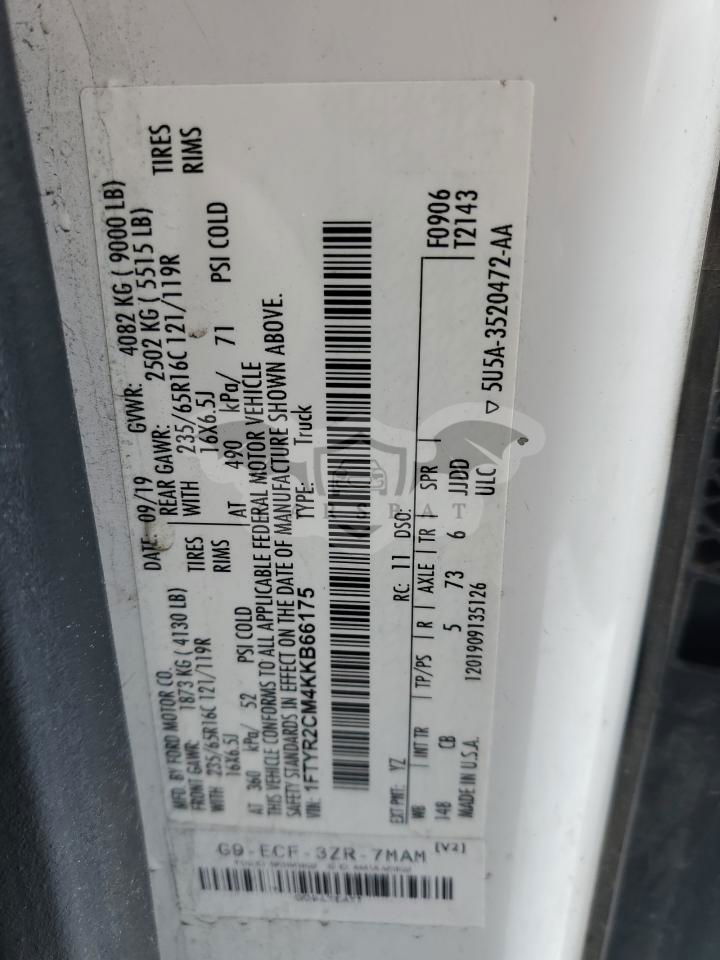 MFD. BY FORD MOTOR CO. DATE: 09/19 GVWR: 4082 KG ( 9000 LB)
FRONT GAWR: 1873 KG ( 4130 LB) REAR GAWR: 2502 KG ( 5515 LB)
WITH 235/65R16C 121/119R TIRES WITH 235/65R16C 121/119R TIRES
16X6.5J RIMS 16X6.5J RIMS
AT 360 kPa/ 52 PSI COLD AT 490 kPa/ 71 PSI COLD
THIS VEHICLE CONFORMS TO ALL APPLICABLE FEDERAL MOTOR VEHICLE
SAFETY STANDARDS IN EFFECT ON THE DATE OF MANUFACTURE SHOWN ABOVE.
VIN: 1FTYR2CM4KKB66175 TYPE: Truck
EXT PNT: YZ RC: 11 DSO: F0906
WB INT TR TP/PS R AXLE TR SPR T2143
148 CB 5 73 6 JJDD
MADE IN U.S.A. 1201909135126 ULC
▽ 5U5A-3520472-AA
G9-ECF-3ZR-7MAM [V2]